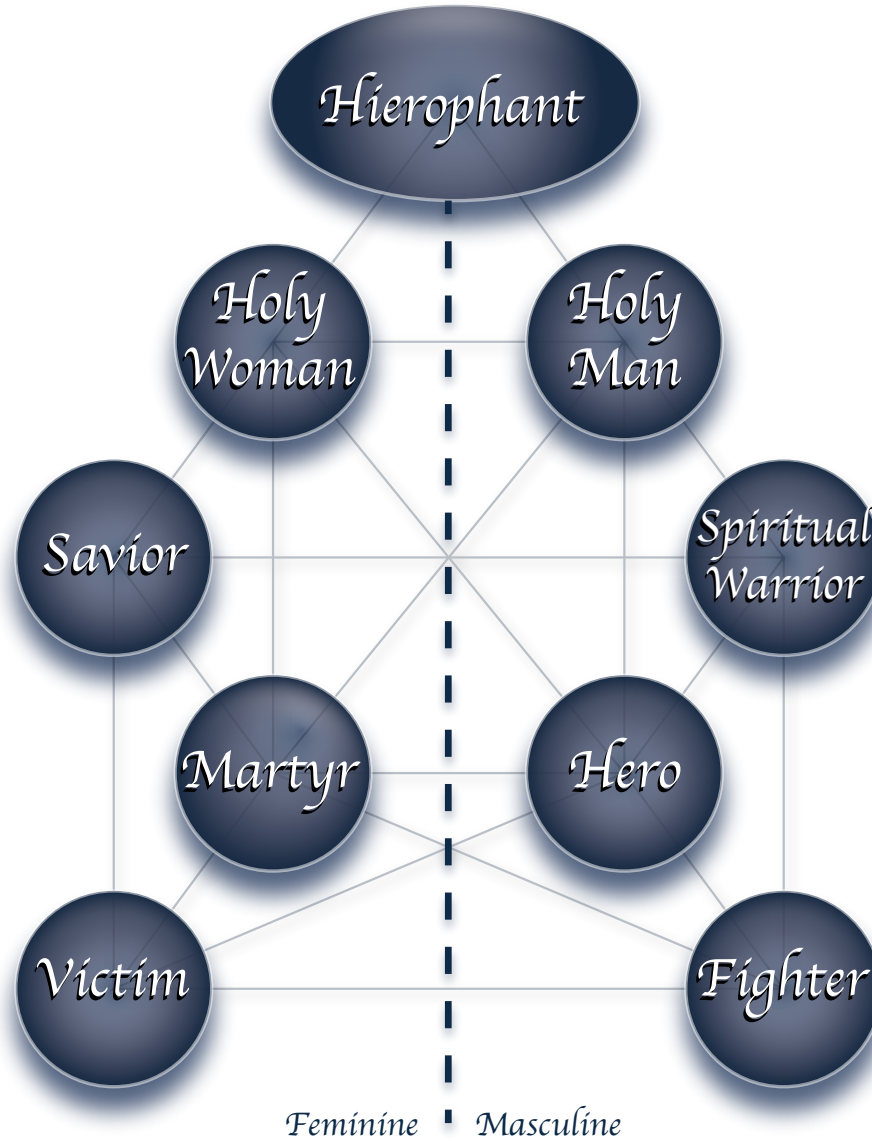 Hierophant
Holy
Woman
Holy
Man
Savior
Spiritual
Warrior
Martyr
Hero
Victim
Fighter
Feminine
Masculine